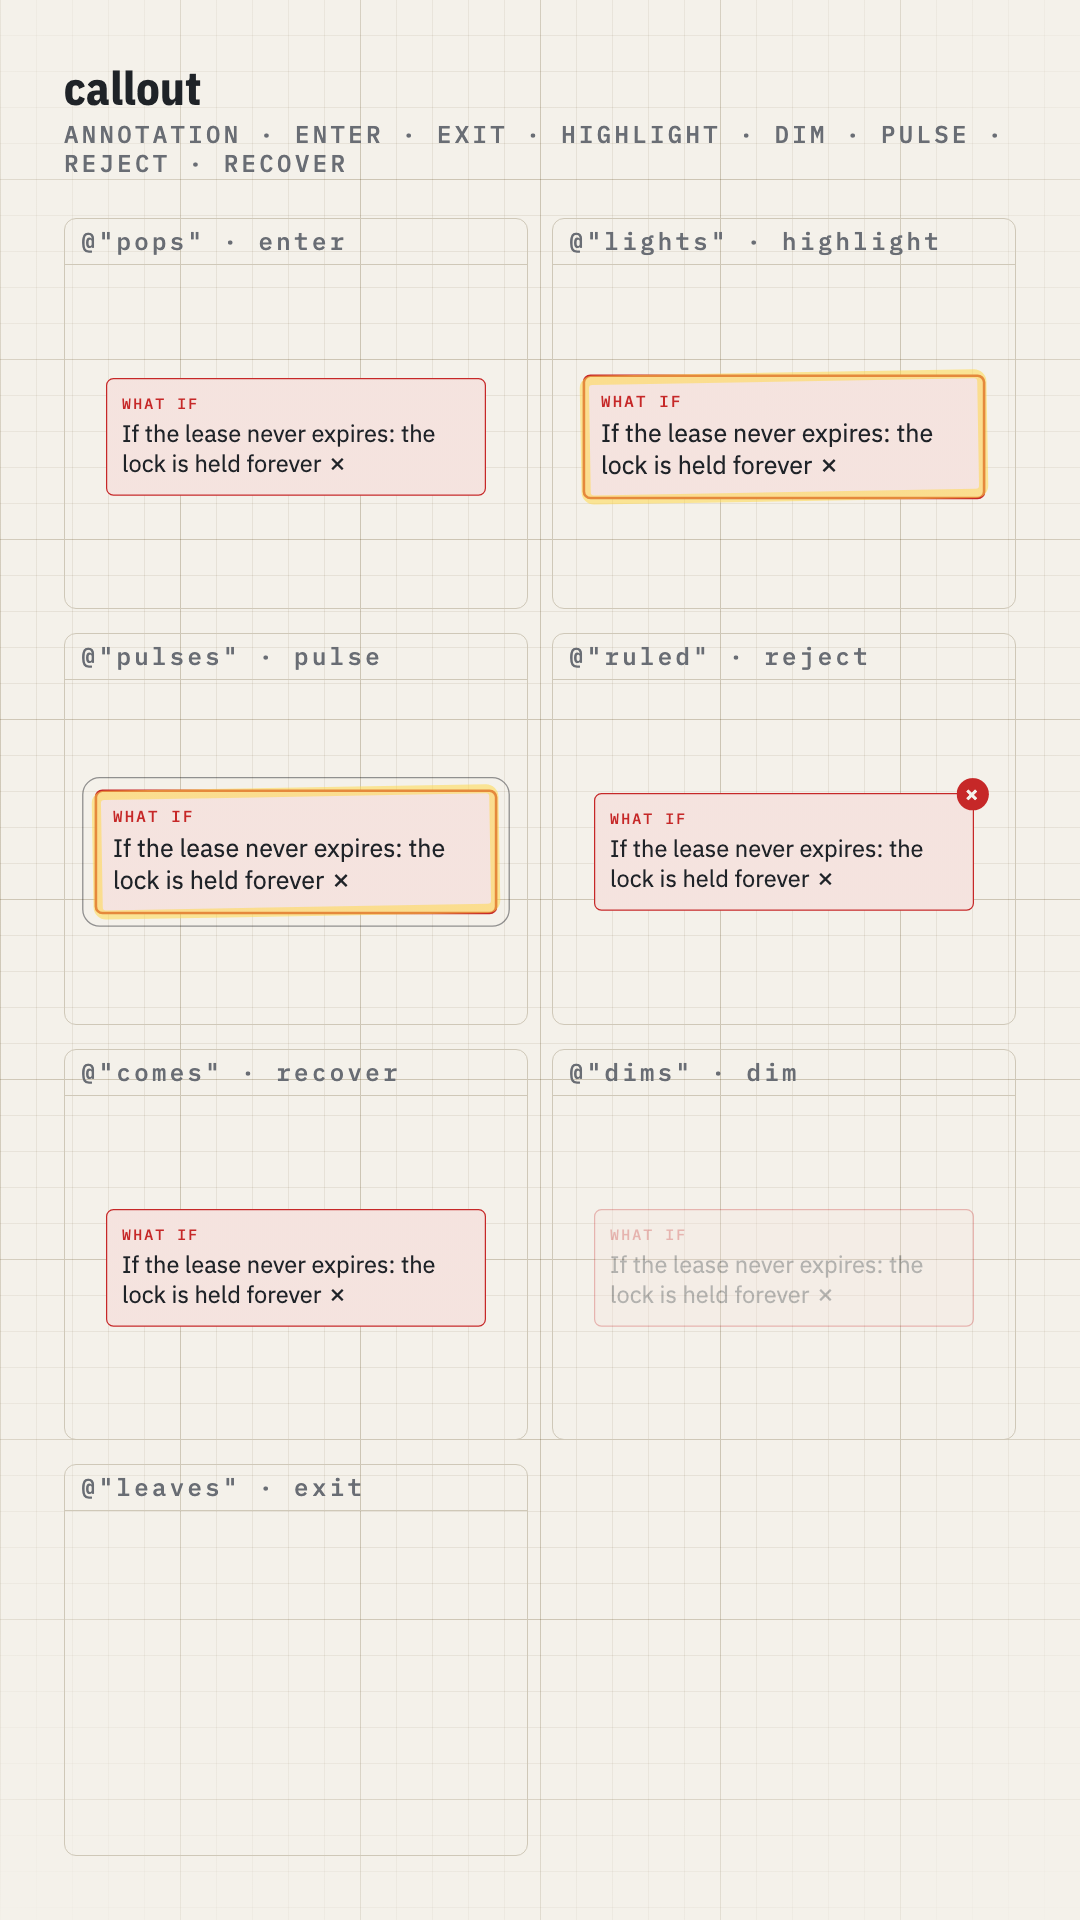 callout
ANNOTATION · ENTER · EXIT · HIGHLIGHT · DIM · PULSE ·
REJECT · RECOVER
@"pops" · enter
WHAT IF
If the lease never expires: the
lock is held forever ×
@"lights" · highlight
WHAT IF
If the lease never expires: the
lock is held forever ×
@"pulses" · pulse
WHAT IF
If the lease never expires: the
lock is held forever ×
@"ruled" · reject
×
WHAT IF
If the lease never expires: the
lock is held forever ×
@"comes" · recover
WHAT IF
If the lease never expires: the
lock is held forever ×
@"dims" · dim
WHAT IF
If the lease never expires: the
lock is held forever ×
@"leaves" · exit